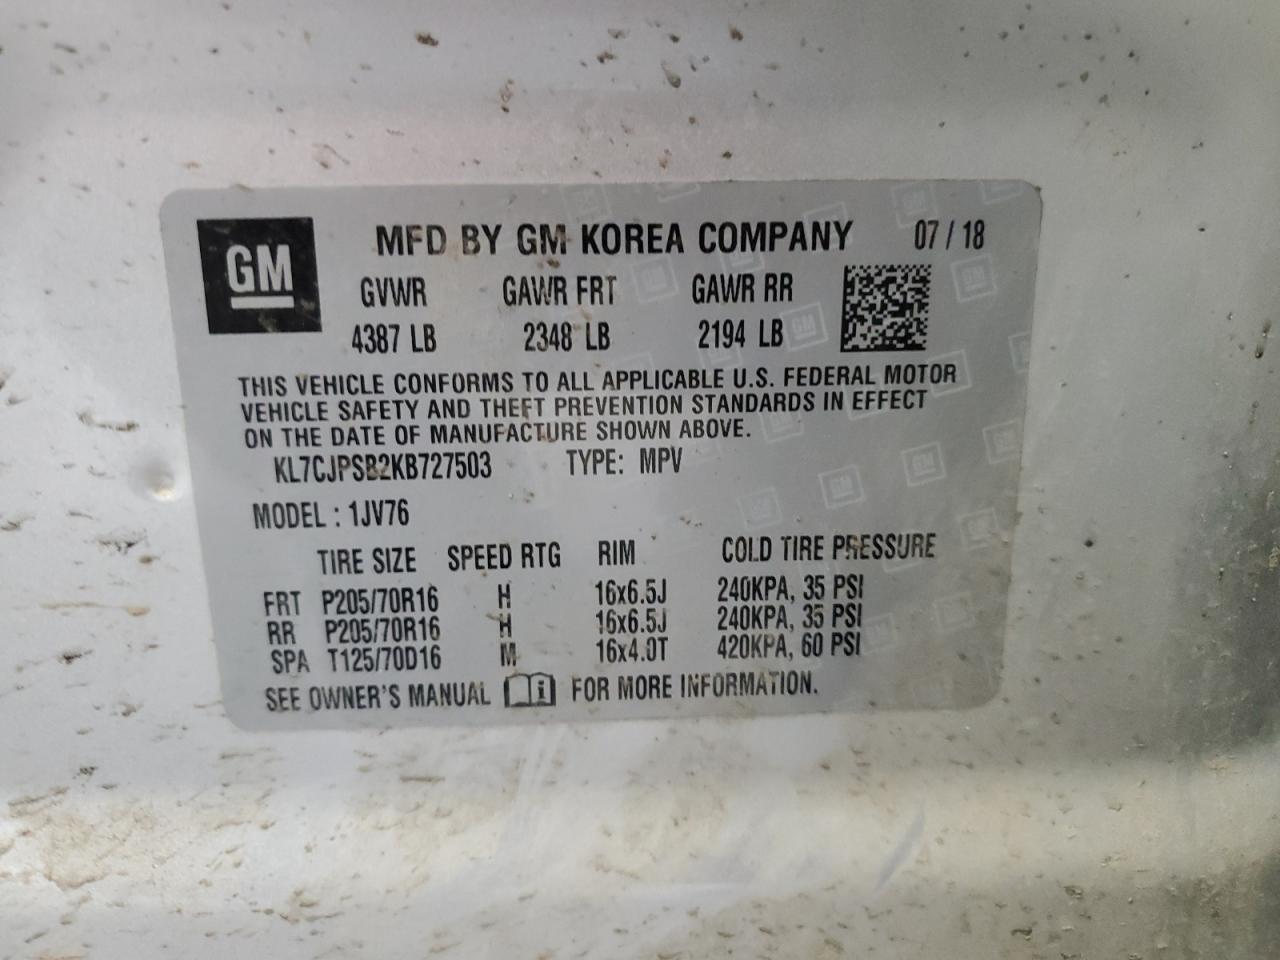 GM
MFD BY GM KOREA COMPANY 07 / 18
GVWR GAWR FRT GAWR RR
4387 LB 2348 LB 2194 LB
THIS VEHICLE CONFORMS TO ALL APPLICABLE U.S. FEDERAL MOTOR
VEHICLE SAFETY AND THEFT PREVENTION STANDARDS IN EFFECT
ON THE DATE OF MANUFACTURE SHOWN ABOVE.
KL7CJPSB2KB727503 TYPE: MPV
MODEL : 1JV76
TIRE SIZE SPEED RTG RIM COLD TIRE PRESSURE
FRT P205/70R16 H 16x6.5J 240KPA, 35 PSI
RR P205/70R16 H 16x6.5J 240KPA, 35 PSI
SPA T125/70D16 M 16x4.0T 420KPA, 60 PSI
SEE OWNER'S MANUAL i FOR MORE INFORMATION.